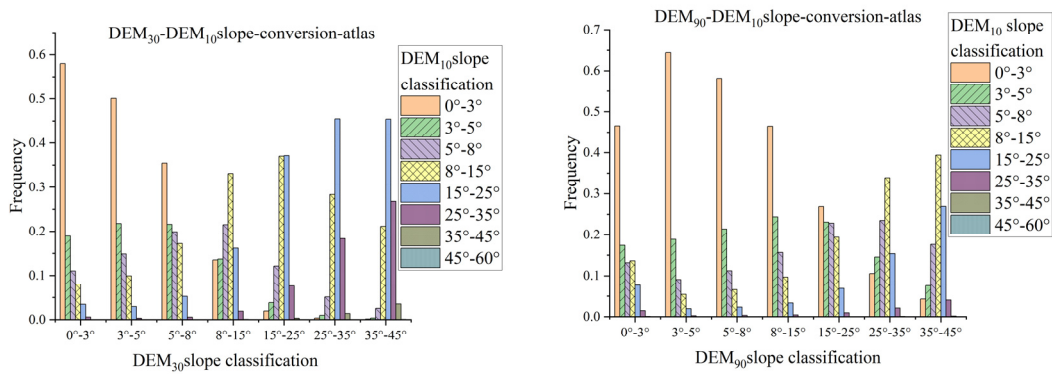 DEM₃₀-DEM₁₀slope-conversion-atlas
0.6
0.5
0.4
0.3
0.2
0.1
0.0
Frequency
0°-3° 3°-5° 5°-8° 8°-15° 15°-25° 25°-35° 35°-45°
DEM₃₀slope classification
DEM₁₀slope
classification
0°-3°
3°-5°
5°-8°
8°-15°
15°-25°
25°-35°
35°-45°
45°-60°
DEM₉₀-DEM₁₀slope-conversion-atlas
0.7
0.6
0.5
0.4
0.3
0.2
0.1
0.0
Frequency
0°-3° 3°-5° 5°-8° 8°-15° 15°-25° 25°-35° 35°-45°
DEM₉₀slope classification
DEM₁₀ slope
classification
0°-3°
3°-5°
5°-8°
8°-15°
15°-25°
25°-35°
35°-45°
45°-60°